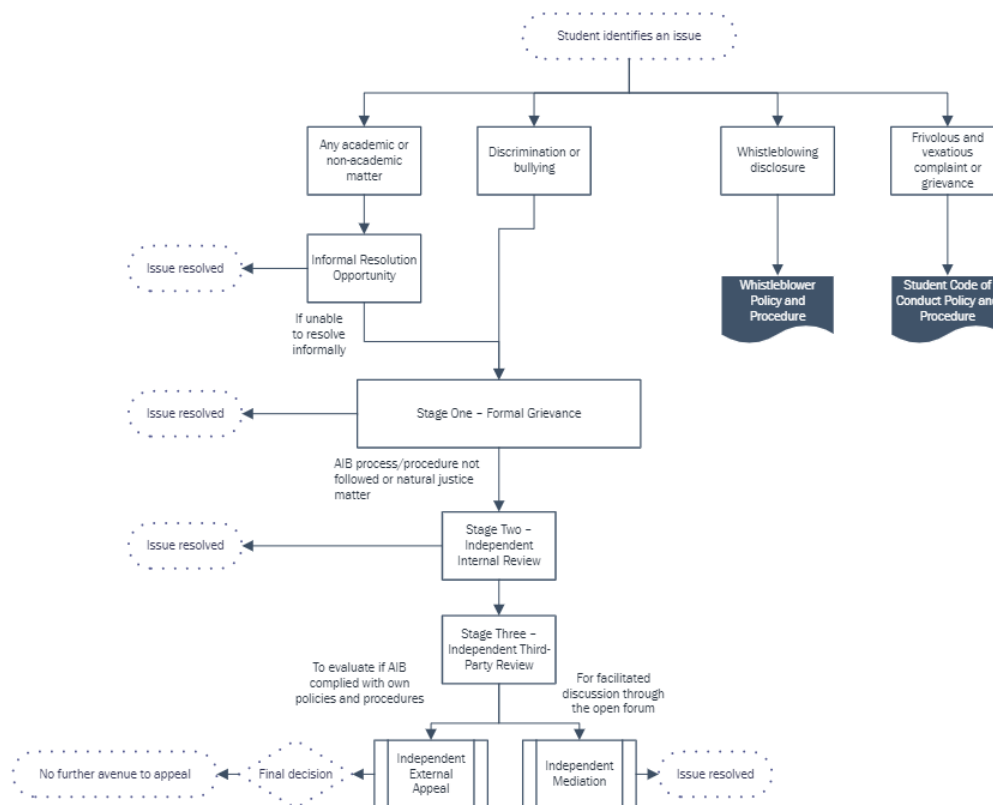 Student identifies an issue
Any academic or
non-academic
matter
Discrimination or
bullying
Whistleblowing
disclosure
Frivolous and
vexatious
complaint or
grievance
Issue resolved
Informal Resolution
Opportunity
Whistleblower
Policy and
Procedure
Student Code of
Conduct Policy and
Procedure
If unable
to resolve
informally
Issue resolved
Stage One – Formal Grievance
AIB process/procedure not
followed or natural justice
matter
Issue resolved
Stage Two –
Independent
Internal Review
Stage Three –
Independent Third-
Party Review
To evaluate if AIB
complied with own
policies and procedures
For facilitated
discussion through
the open forum
No further avenue to appeal
Final decision
Independent
External
Appeal
Independent
Mediation
Issue resolved